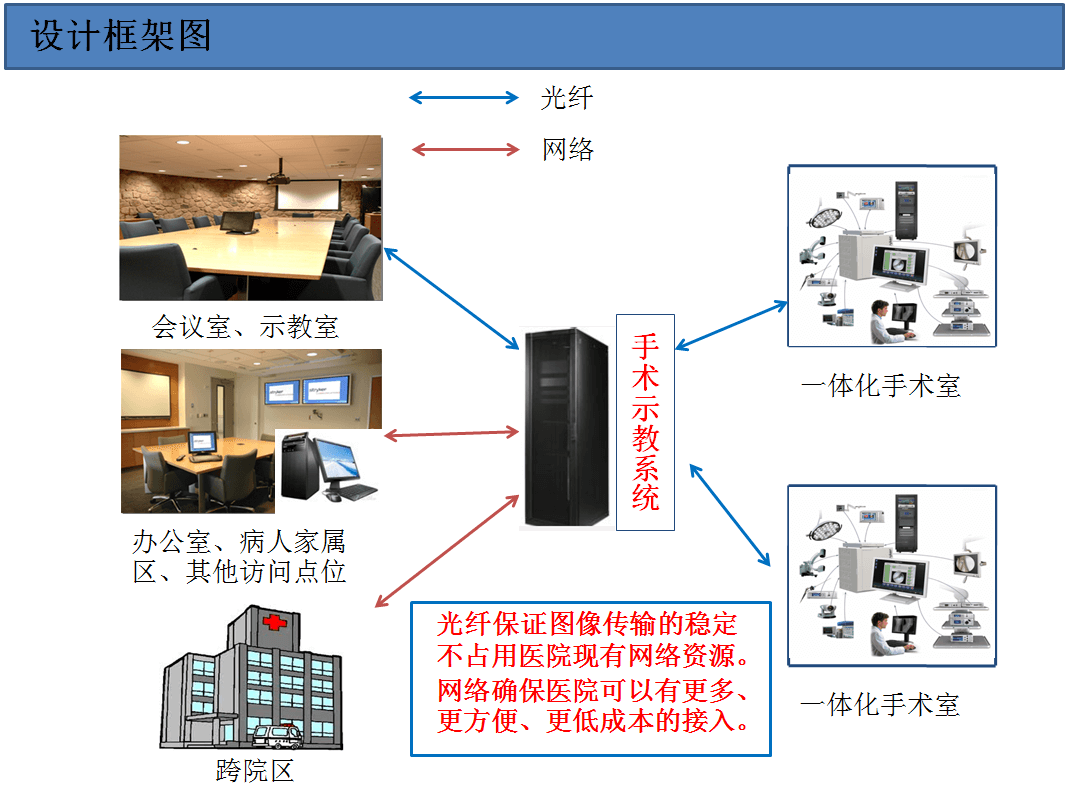 设计框架图
光纤
网络
会议室、示教室
手术示教系统
一体化手术室
办公室、病人家属
区、其他访问点位
光纤保证图像传输的稳定
不占用医院现有网络资源。
网络确保医院可以有更多、
更方便、更低成本的接入。
一体化手术室
跨院区